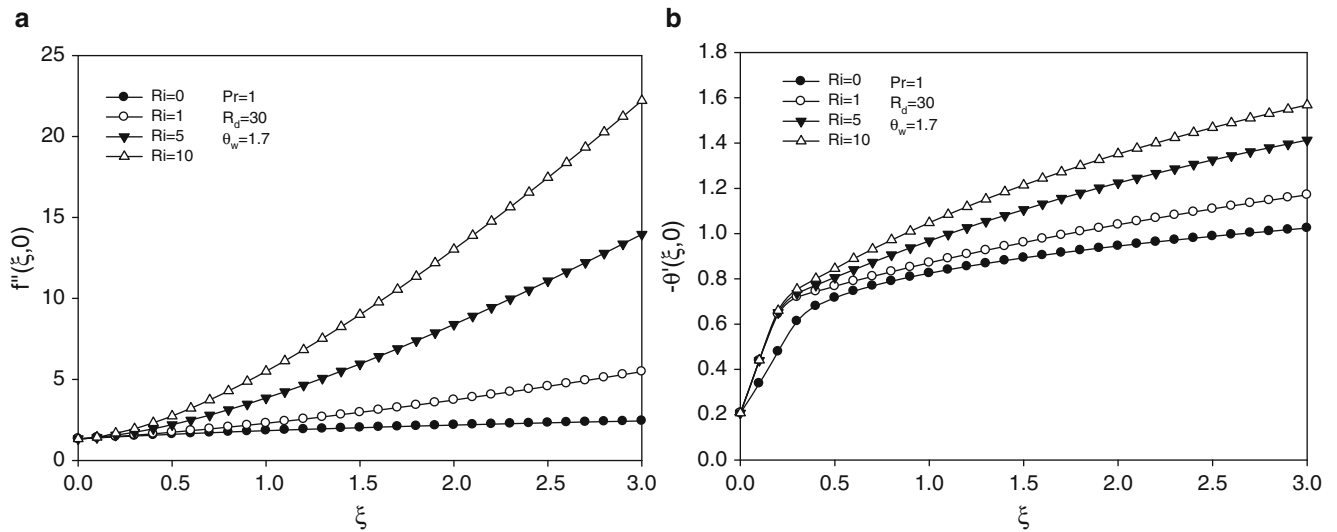 a
f''(ξ,0)
25
20
15
10
5
0
Ri=0 Pr=1
Ri=1 R_d=30
Ri=5 θ_w=1.7
Ri=10
0.0 0.5 1.0 1.5 2.0 2.5 3.0
ξ
b
-θ'(ξ,0)
1.8
1.6
1.4
1.2
1.0
0.8
0.6
0.4
0.2
0.0
Ri=0 Pr=1
Ri=1 R_d=30
Ri=5 θ_w=1.7
Ri=10
0.0 0.5 1.0 1.5 2.0 2.5 3.0
ξ